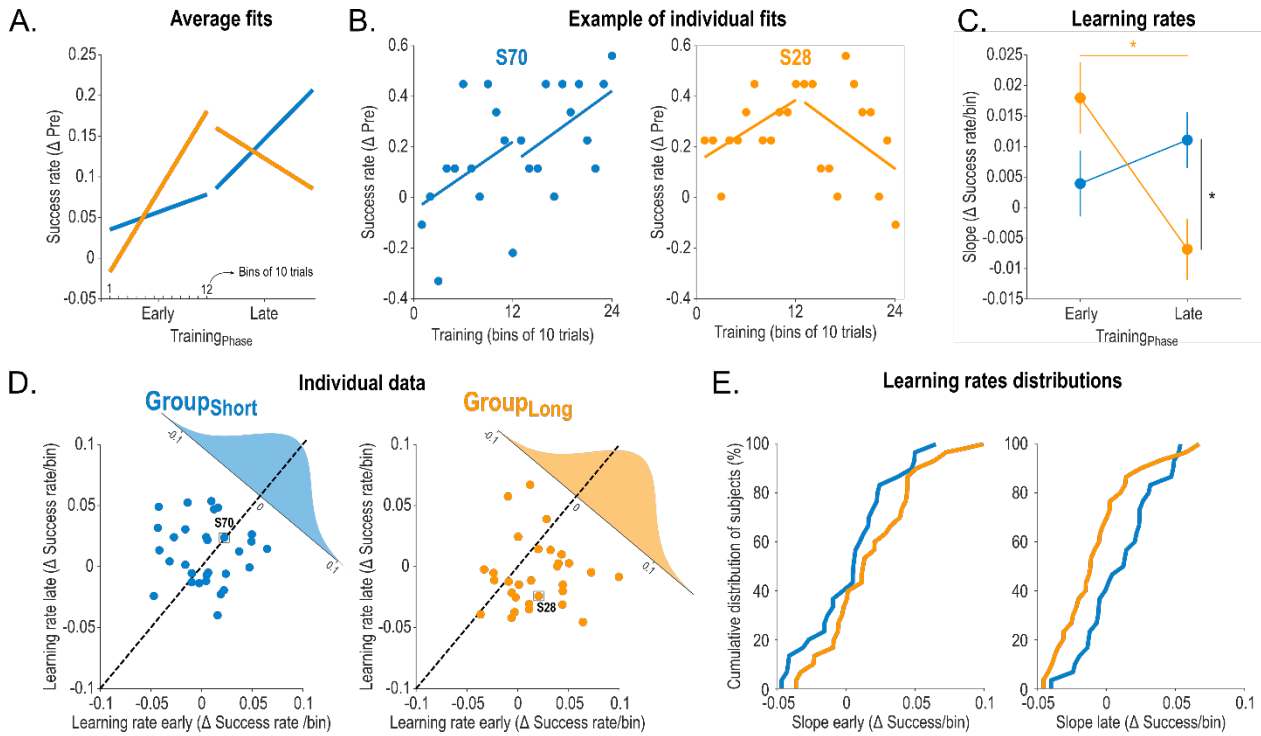 A.
Average fits
Success rate (Δ Pre)
0.25
0.2
0.15
0.1
0.05
0
-0.05
1
12
Bins of 10 trials
Early
Late
TrainingPhase
B.
Example of individual fits
S70
Success rate (Δ Pre)
0.6
0.4
0.2
0
0.2
0.4
0
12
24
Training (bins of 10 trials)
S28
Success rate (Δ Pre)
0.6
0.4
0.2
0
0.2
0.4
0
12
24
Training (bins of 10 trials)
C.
Learning rates
*
*
Slope (Δ Success rate/bin)
0.025
0.02
0.015
0.01
0.005
0
-0.005
-0.01
-0.015
Early
Late
TrainingPhase
D.
Individual data
GroupShort
-0.1
0
0.1
S70
Learning rate late (Δ Success rate/bin)
0.1
0.05
0
-0.05
-0.1
-0.1
-0.05
0
0.05
0.1
Learning rate early (Δ Success rate /bin)
GroupLong
-0.1
0
0.1
S28
Learning rate late (Δ Success rate/bin)
0.1
0.05
0
-0.05
-0.1
-0.1
-0.05
0
0.05
0.1
Learning rate early (Δ Success rate/bin)
E.
Learning rates distributions
Cumulative distribution of subjects (%)
100
80
60
40
20
0
-0.05
0
0.05
0.1
Slope early (Δ Success/bin)
100
80
60
40
20
0
-0.05
0
0.05
0.1
Slope late (Δ Success/bin)